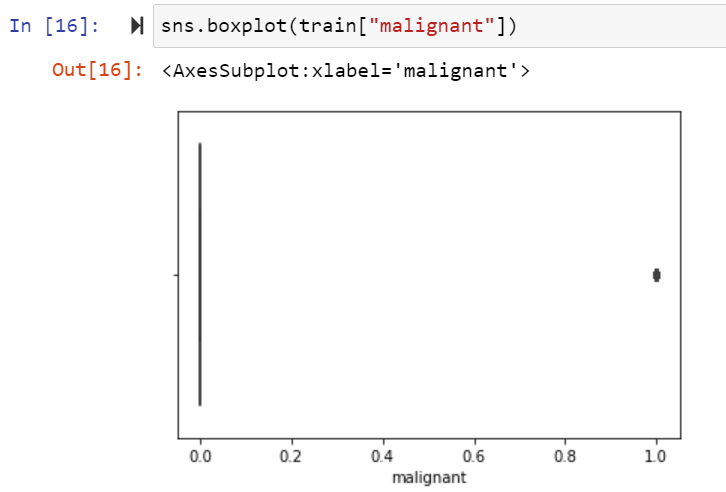 In [16]: sns.boxplot(train["malignant"])
Out[16]: <AxesSubplot:xlabel='malignant'>
0.0 0.2 0.4 0.6 0.8 1.0
malignant